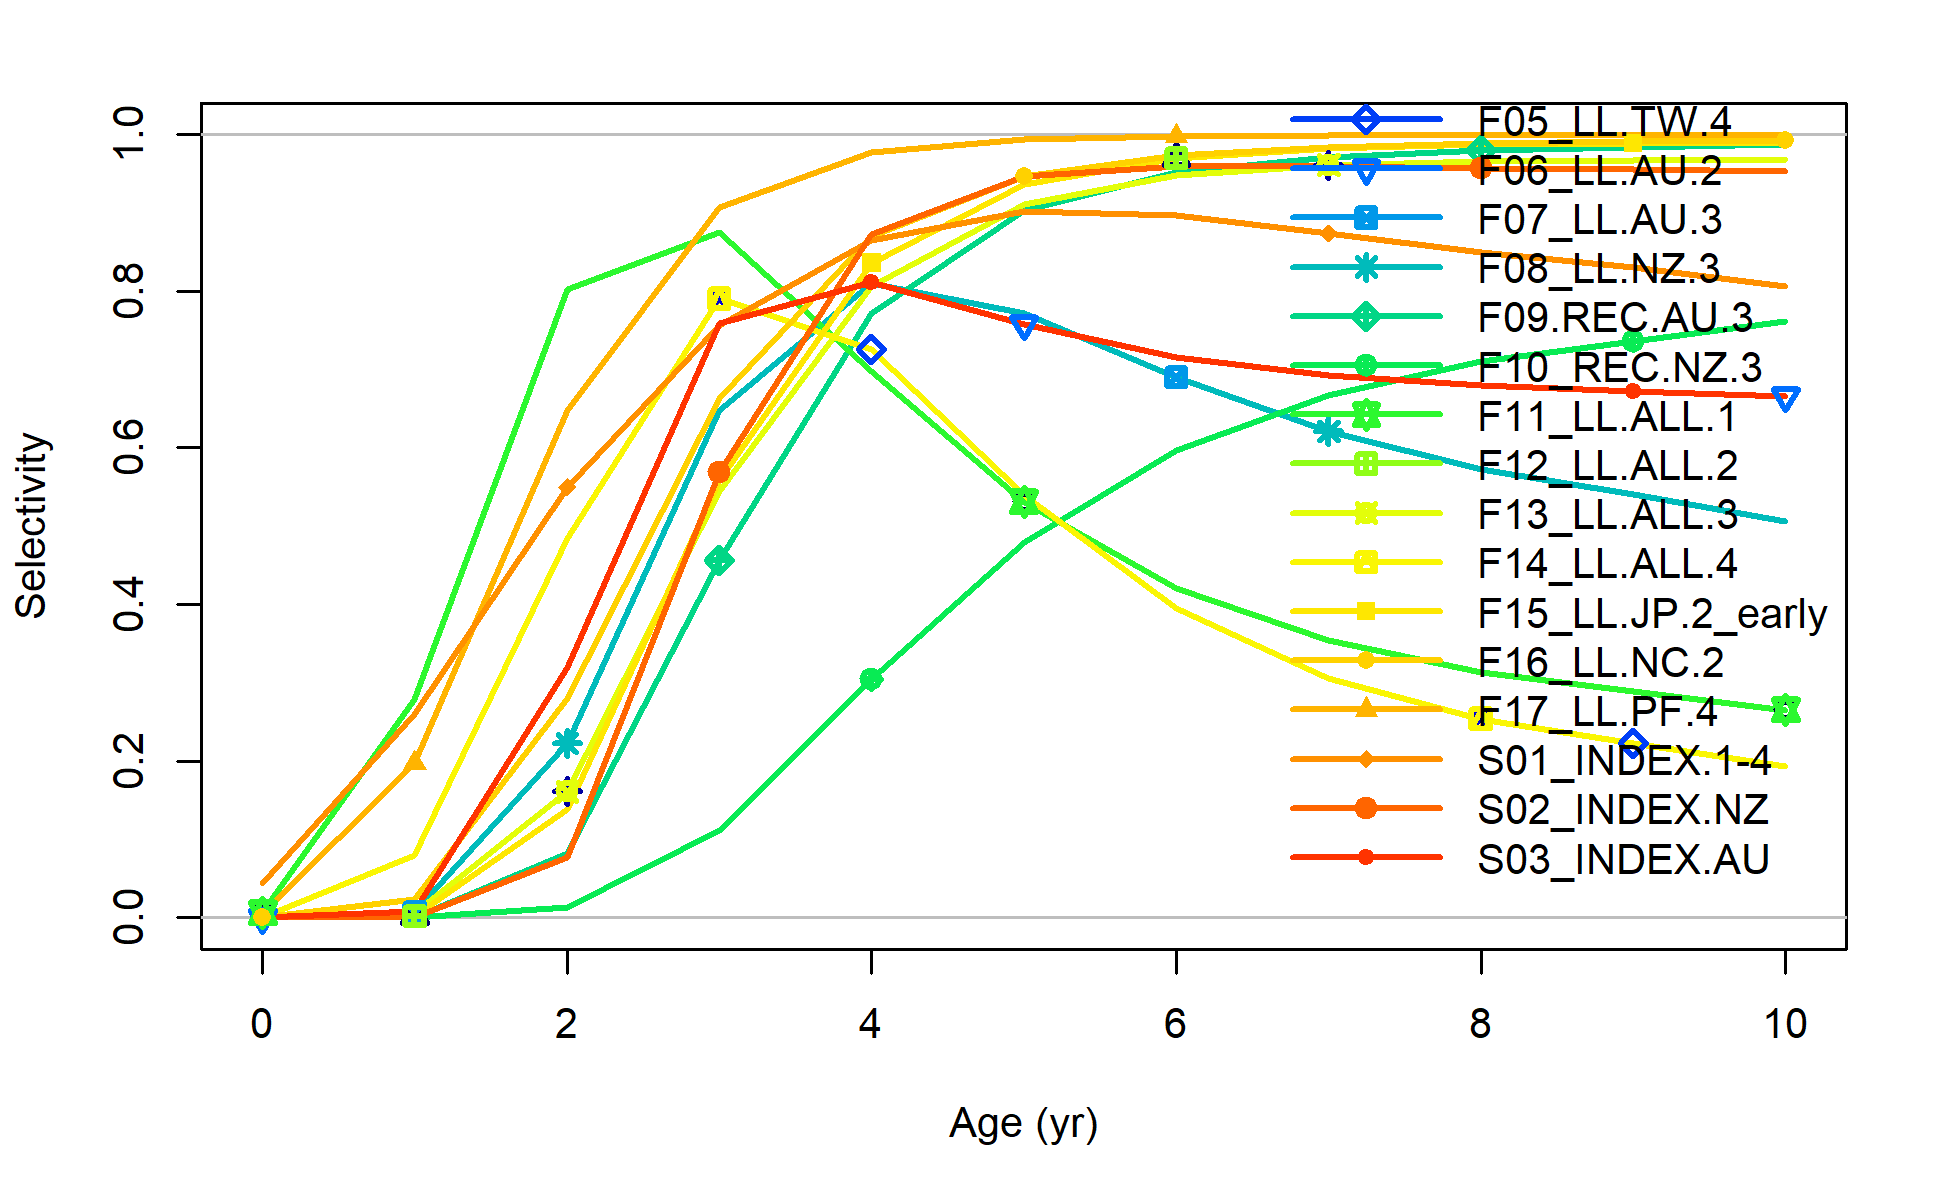 F05_LL.TW.4
F06_LL.AU.2
F07_LL.AU.3
F08_LL.NZ.3
F09.REC.AU.3
F10_REC.NZ.3
F11_LL.ALL.1
F12_LL.ALL.2
F13_LL.ALL.3
F14_LL.ALL.4
F15_LL.JP.2_early
F16_LL.NC.2
F17_LL.PF.4
S01_INDEX.1-4
S02_INDEX.NZ
S03_INDEX.AU
1.0
0.8
0.6
0.4
0.2
0.0
Selectivity
0 2 4 6 8 10
Age (yr)